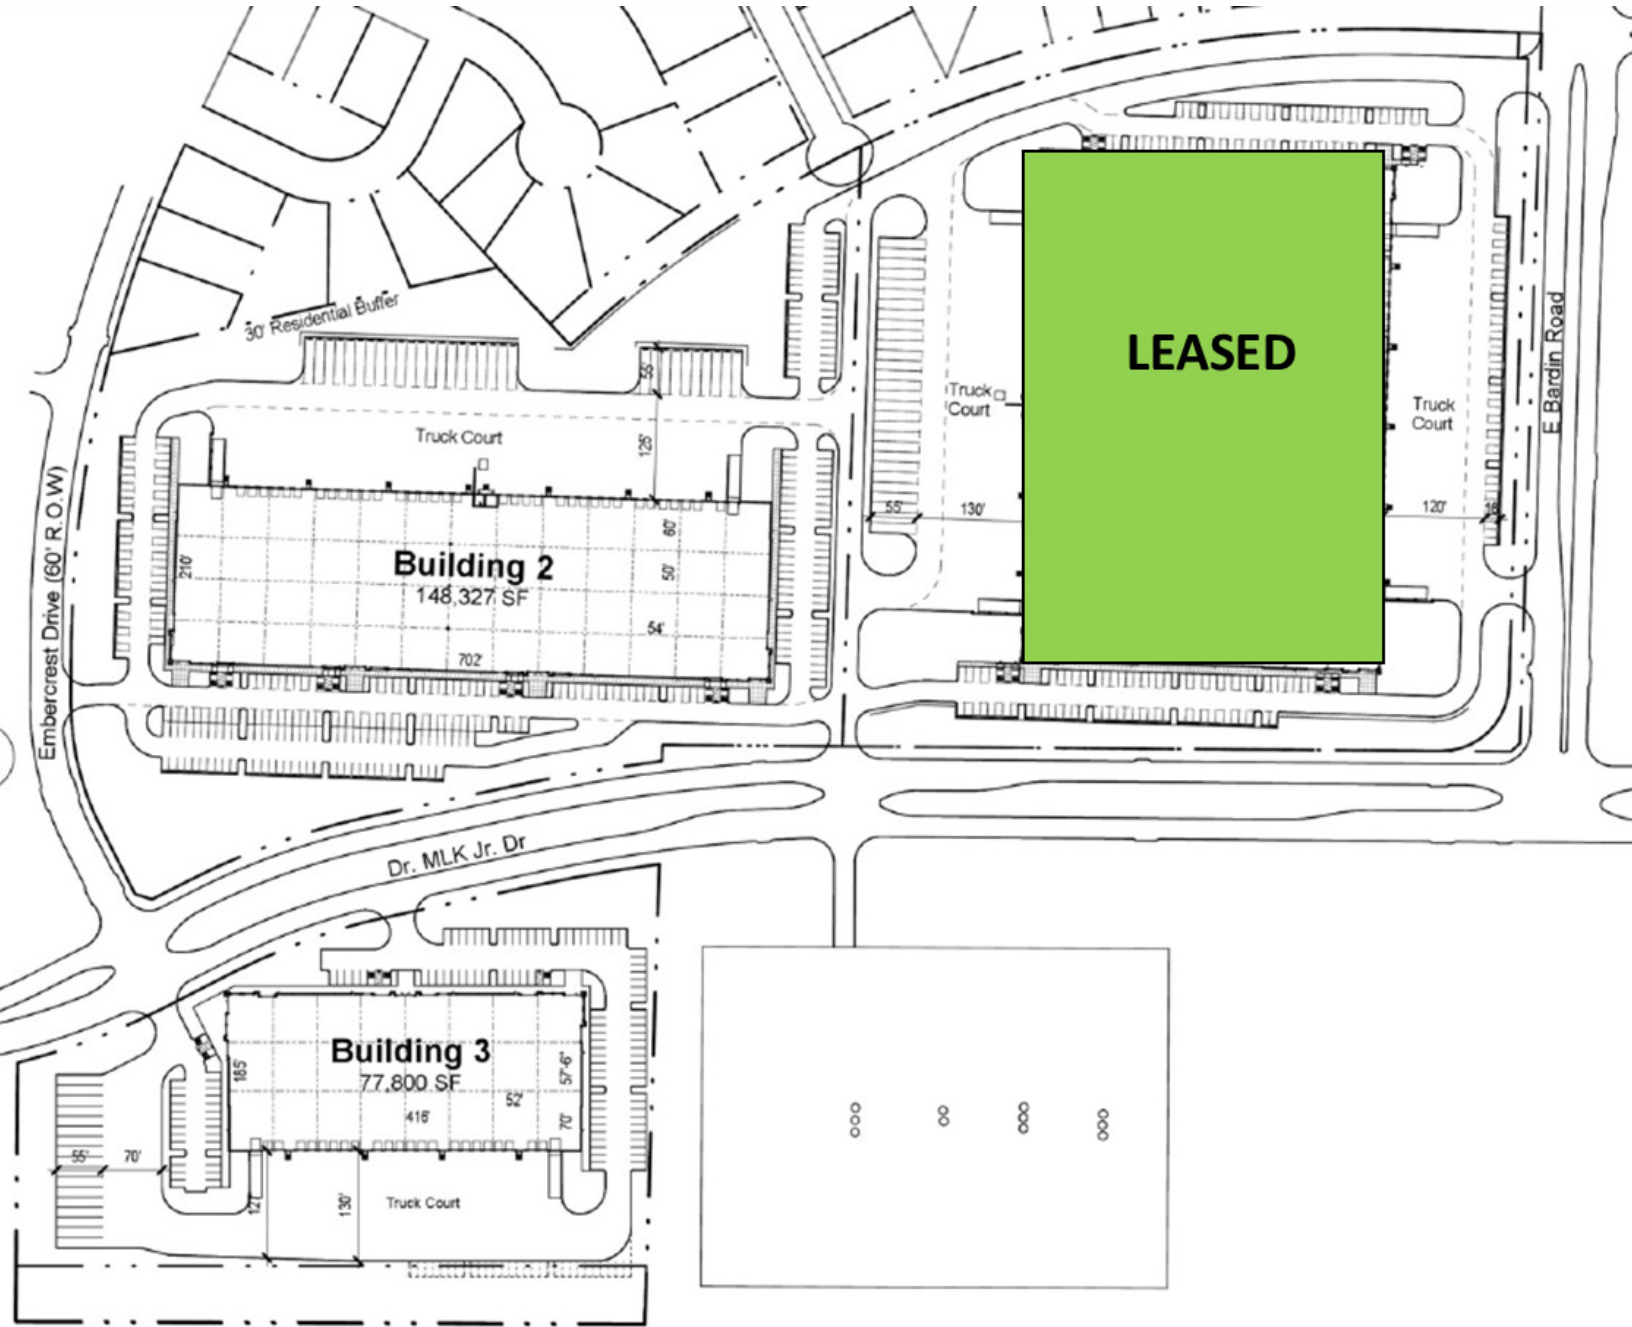 30' Residential Buffer
55'
Truck Court
125'
LEASED
Truck
Court
Truck
Court
E Bardin Road
55'
130'
120'
16'
Embercrest Drive (60' R.O.W)
Building 2
148,327 SF
210'
60'
50'
54'
702'
Dr. MLK Jr. Dr
Building 3
77,800 SF
185'
57'-6"
52'
416'
70'
55'
70'
130'
Truck Court